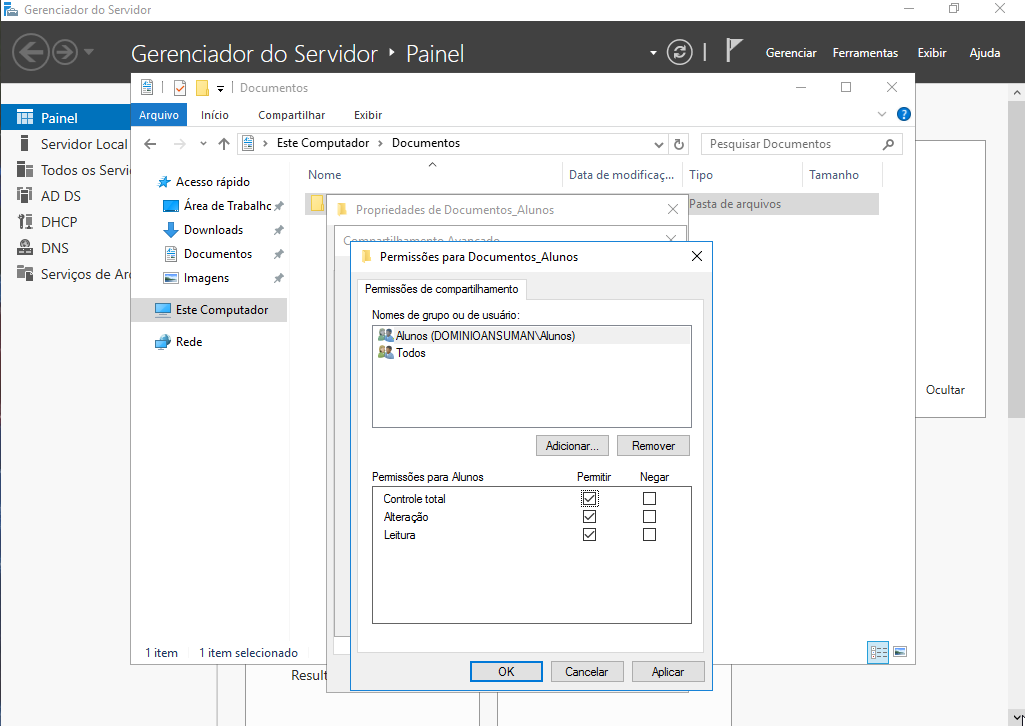 Gerenciador do Servidor
Gerenciador do Servidor ‣ Painel
Gerenciar Ferramentas Exibir Ajuda
Documentos
Arquivo Início Compartilhar Exibir
Este Computador Documentos
Pesquisar Documentos
Painel
Servidor Local
Todos os Servi
AD DS
DHCP
DNS
Serviços de Ar
Acesso rápido
Área de Trabalhc
Downloads
Documentos
Imagens
Este Computador
Rede
Nome Data de modificaç... Tipo Tamanho
Pasta de arquivos
Propriedades de Documentos_Alunos
Compartilhamento Avançado
Permissões para Documentos_Alunos
Permissões de compartilhamento
Nomes de grupo ou de usuário:
Alunos (DOMINIOANSUMAN\Alunos)
Todos
Adicionar... Remover
Permissões para Alunos Permitir Negar
Controle total
Alteração
Leitura
OK Cancelar Aplicar
Ocultar
1 item 1 item selecionado
Result